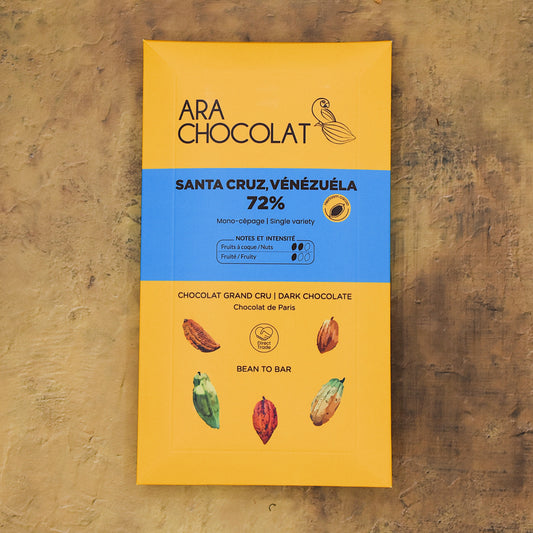 ARA
CHOCOLAT
SANTA CRUZ, VÉNÉZUÉLA
72%
Mono-cépage | Single variety
NOTES ET INTENSITÉ
Fruits à coque / Nuts
Fruité / Fruity
CHOCOLAT GRAND CRU | DARK CHOCOLATE
Chocolat de Paris
Direct
Trade
BEAN TO BAR